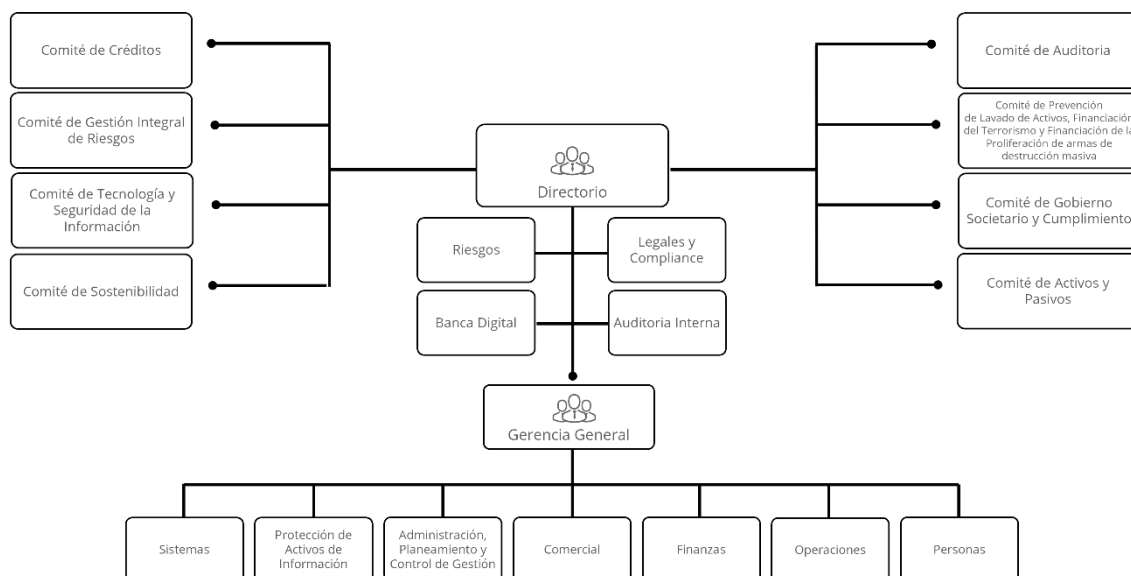 Comité de Créditos
Comité de Gestión Integral
de Riesgos
Comité de Tecnología y
Seguridad de la
Información
Comité de Sostenibilidad
Directorio
Riesgos
Legales y
Compliance
Banca Digital
Auditoria Interna
Comité de Auditoria
Comité de Prevención
de Lavado de Activos, Financiación
del Terrorismo y Financiación de la
Proliferación de armas de
destrucción masiva
Comité de Gobierno
Societario y Cumplimiento
Comité de Activos y
Pasivos
Gerencia General
Sistemas
Protección de
Activos de
Información
Administración,
Planeamiento y
Control de Gestión
Comercial
Finanzas
Operaciones
Personas